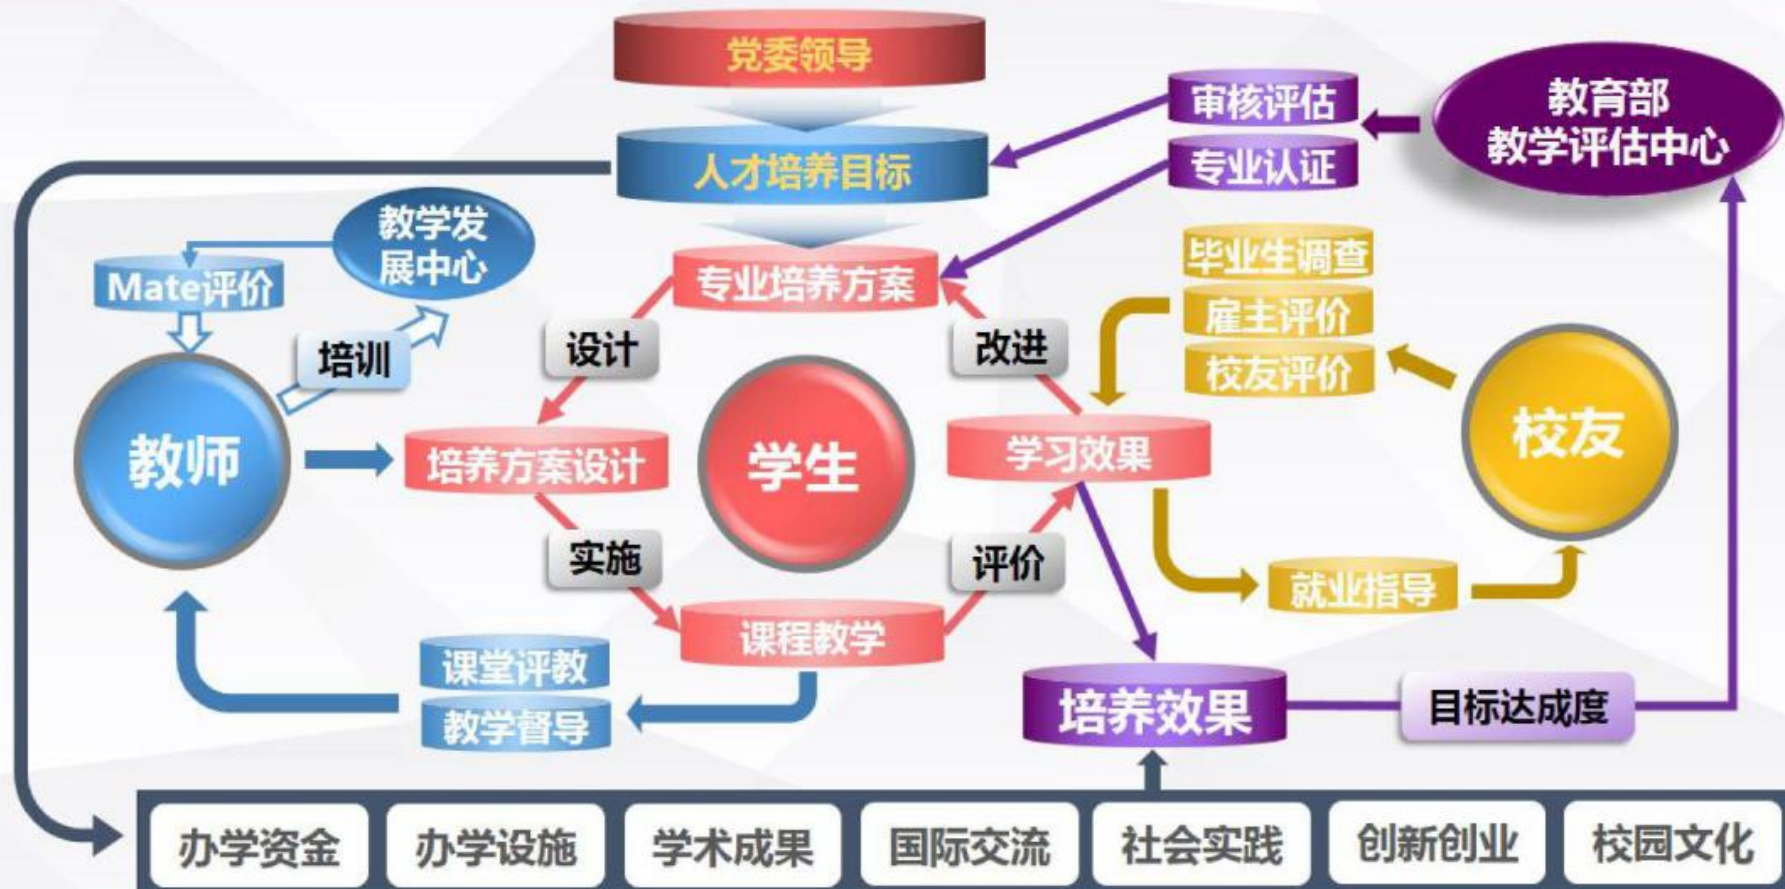 党委领导
审核评估
教育部
教学评估中心
人才培养目标
专业认证
教学发
展中心
Mate评价
专业培养方案
毕业生调查
雇主评价
校友评价
培训
设计
改进
教师
培养方案设计
学生
学习效果
校友
实施
评价
就业指导
课程教学
课堂评教
教学督导
培养效果
目标达成度
办学资金
办学设施
学术成果
国际交流
社会实践
创新创业
校园文化